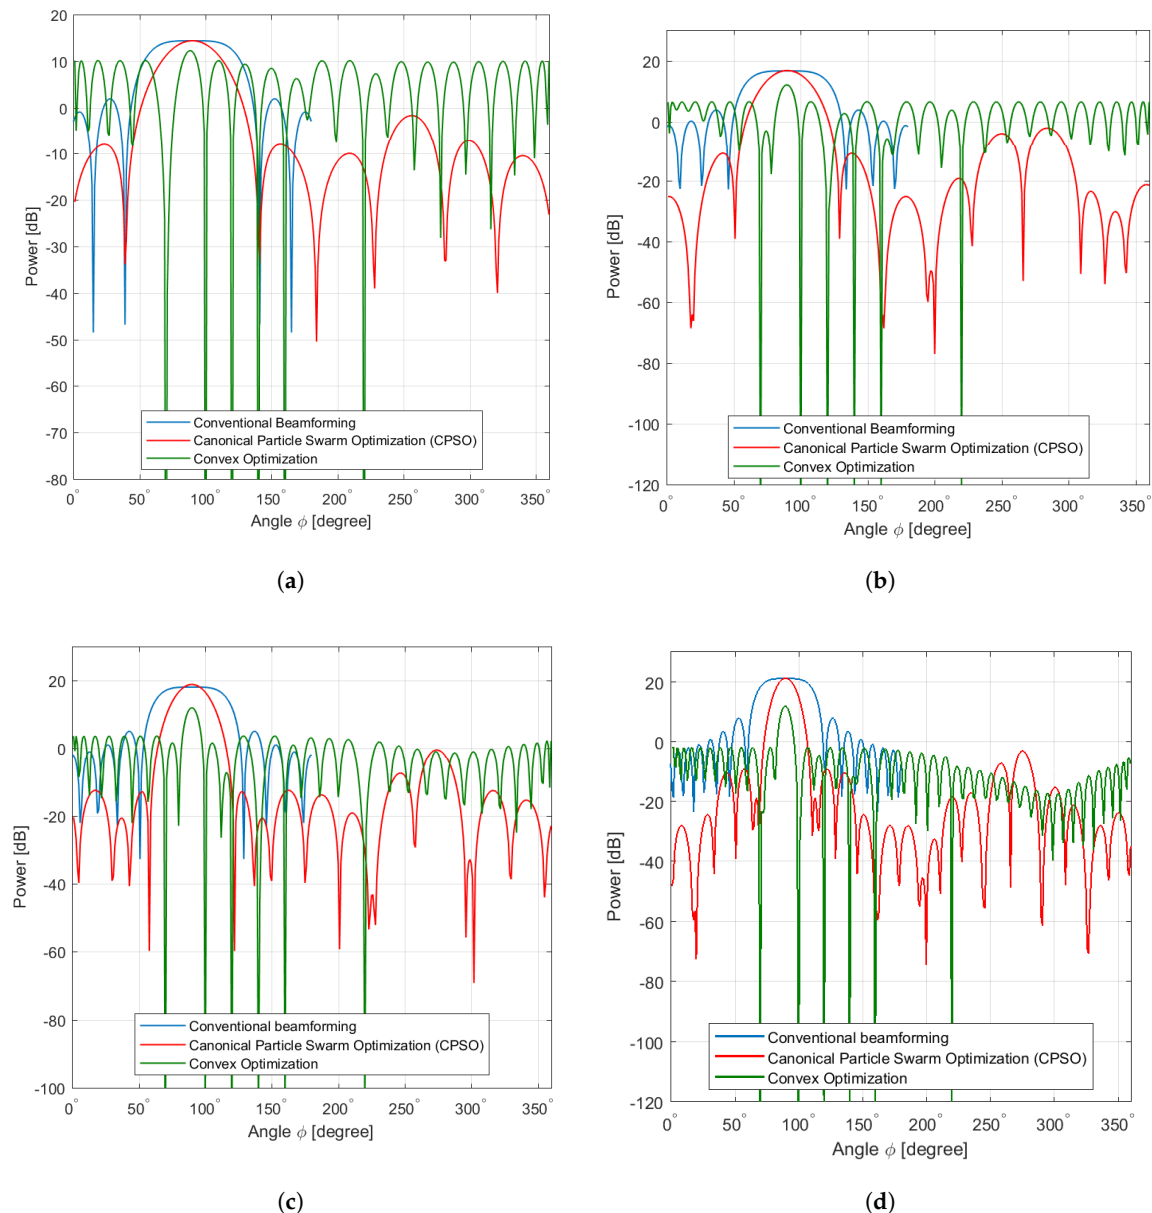 20
10
0
-10
-20
-30
-40
-50
-60
-70
-80
Power [dB]
Conventional Beamforming
Canonical Particle Swarm Optimization (CPSO)
Convex Optimization
0° 50° 100° 150° 200° 250° 300° 350°
Angle ϕ [degree]
(a)
20
0
-20
-40
-60
-80
-100
-120
Power [dB]
Conventional Beamforming
Canonical Particle Swarm Optimization (CPSO)
Convex Optimization
0° 50° 100° 150° 200° 250° 300° 350°
Angle ϕ [degree]
(b)
20
0
-20
-40
-60
-80
-100
Power [dB]
Conventional beamforming
Canonical Particle Swarm Optimization (CPSO)
Convex Optimization
0° 50° 100° 150° 200° 250° 300° 350°
Angle ϕ [degree]
(c)
20
0
-20
-40
-60
-80
-100
-120
Power [dB]
Conventional beamforming
Canonical Particle Swarm Optimization (CPSO)
Convex Optimization
0° 50° 100° 150° 200° 250° 300° 350°
Angle ϕ [degree]
(d)